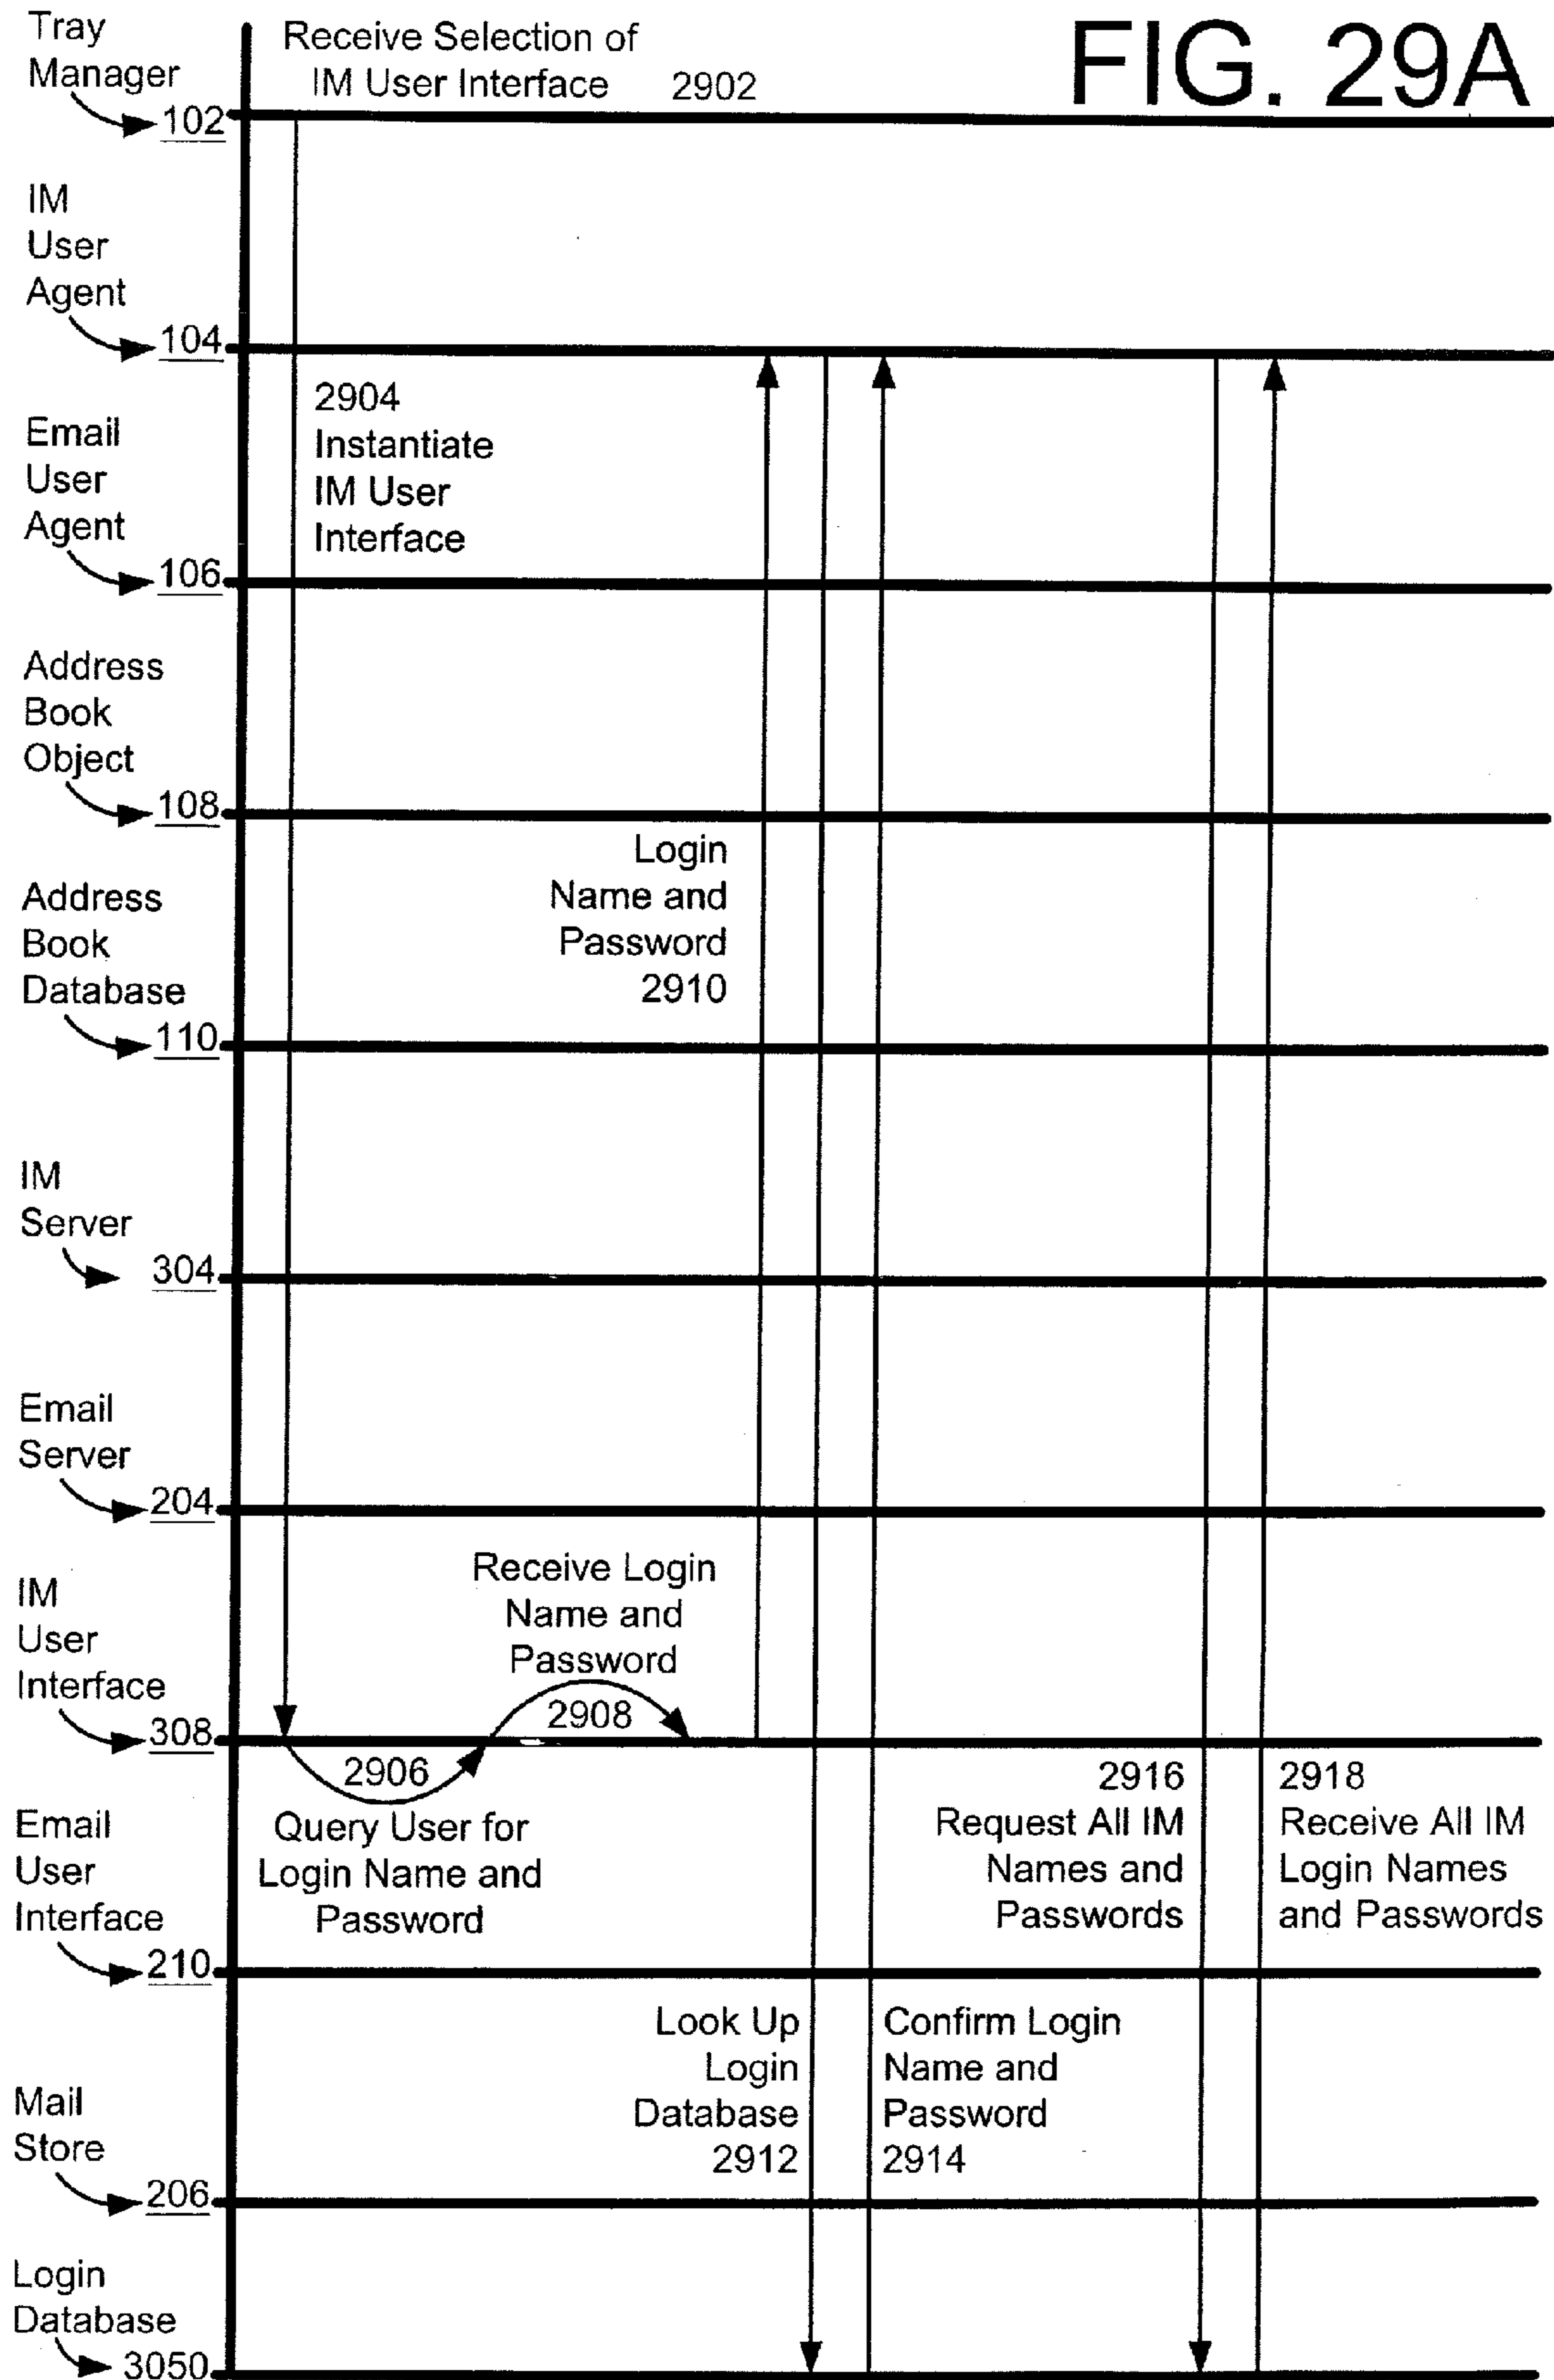 FIG. 29A
Tray
Manager
102
Receive Selection of
IM User Interface 2902
IM
User
Agent
104
2904
Instantiate
IM User
Interface
Email
User
Agent
106
Address
Book
Object
108
Login
Name and
Password
2910
Address
Book
Database
110
IM
Server
304
Email
Server
204
Receive Login
Name and
Password
2908
IM
User
Interface
308
2906
Query User for
Login Name and
Password
2916
Request All IM
Names and
Passwords
2918
Receive All IM
Login Names
and Passwords
Email
User
Interface
210
Look Up
Login
Database
2912
Confirm Login
Name and
Password
2914
Mail
Store
206
Login
Database
3050